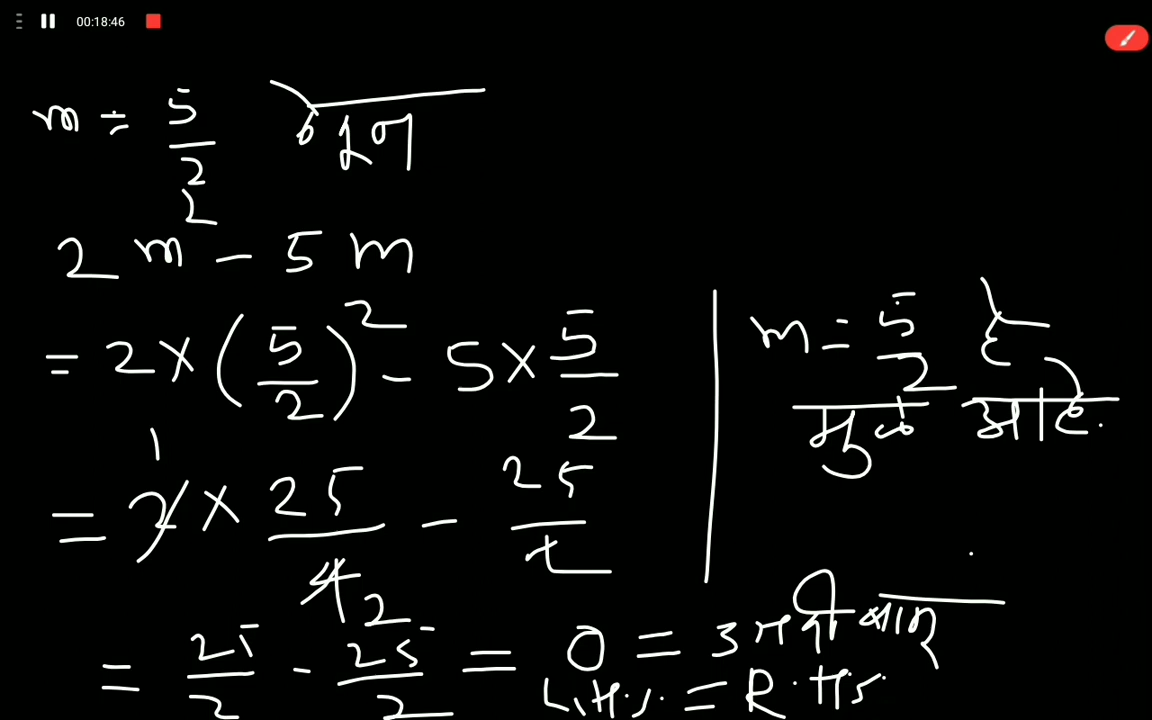 00:18:46
m = 5/2
2m² - 5m
= 2 × (5/2)² - 5 × 5/2
= 2 × 25/4 - 25/2
= 25/2 - 25/2 = 0 = उजवी बाजू
L.H.S. = R.H.S.
m = 5/2 हे
मुळ आहे.